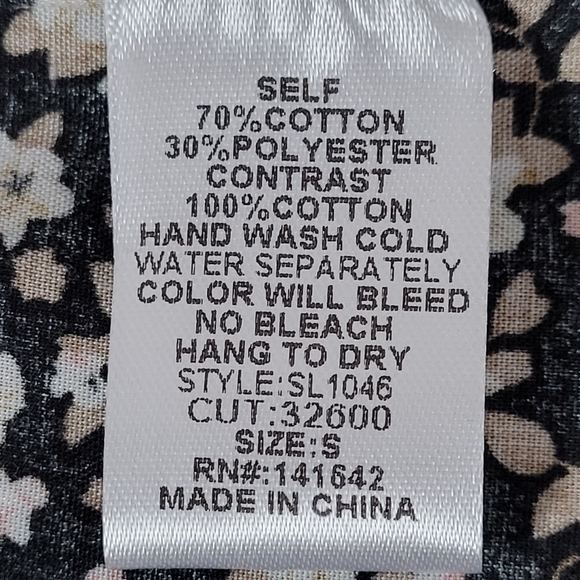 SELF
70%COTTON
30%POLYESTER
CONTRAST
100%COTTON
HAND WASH COLD
WATER SEPARATELY
COLOR WILL BLEED
NO BLEACH
HANG TO DRY
STYLE:SL1046
CUT:32600
SIZE:S
RN#:141642
MADE IN CHINA